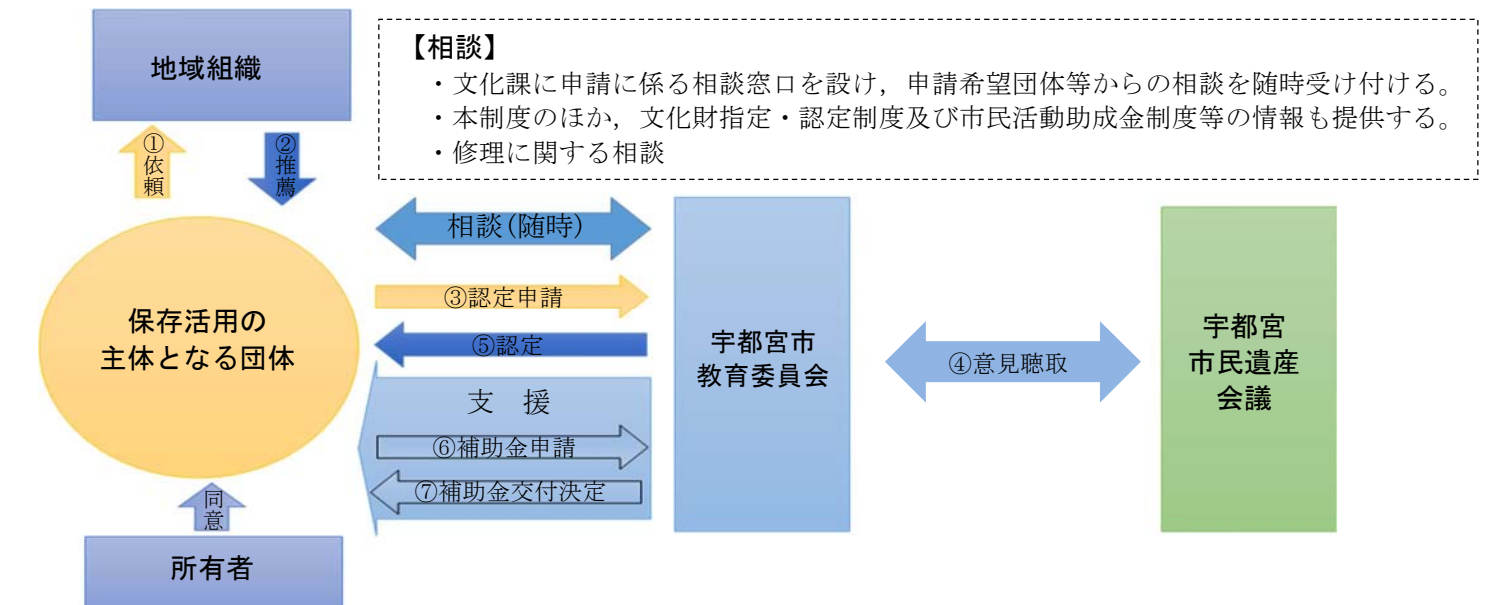 地域組織
【相談】
・文化課に申請に係る相談窓口を設け，申請希望団体等からの相談を随時受け付ける。
・本制度のほか，文化財指定・認定制度及び市民活動助成金制度等の情報も提供する。
・修理に関する相談
①依頼
②推薦
保存活用の
主体となる団体
相談(随時)
③認定申請
⑤認定
支　援
⑥補助金申請
⑦補助金交付決定
宇都宮市
教育委員会
④意見聴取
宇都宮
市民遺産
会議
同意
所有者